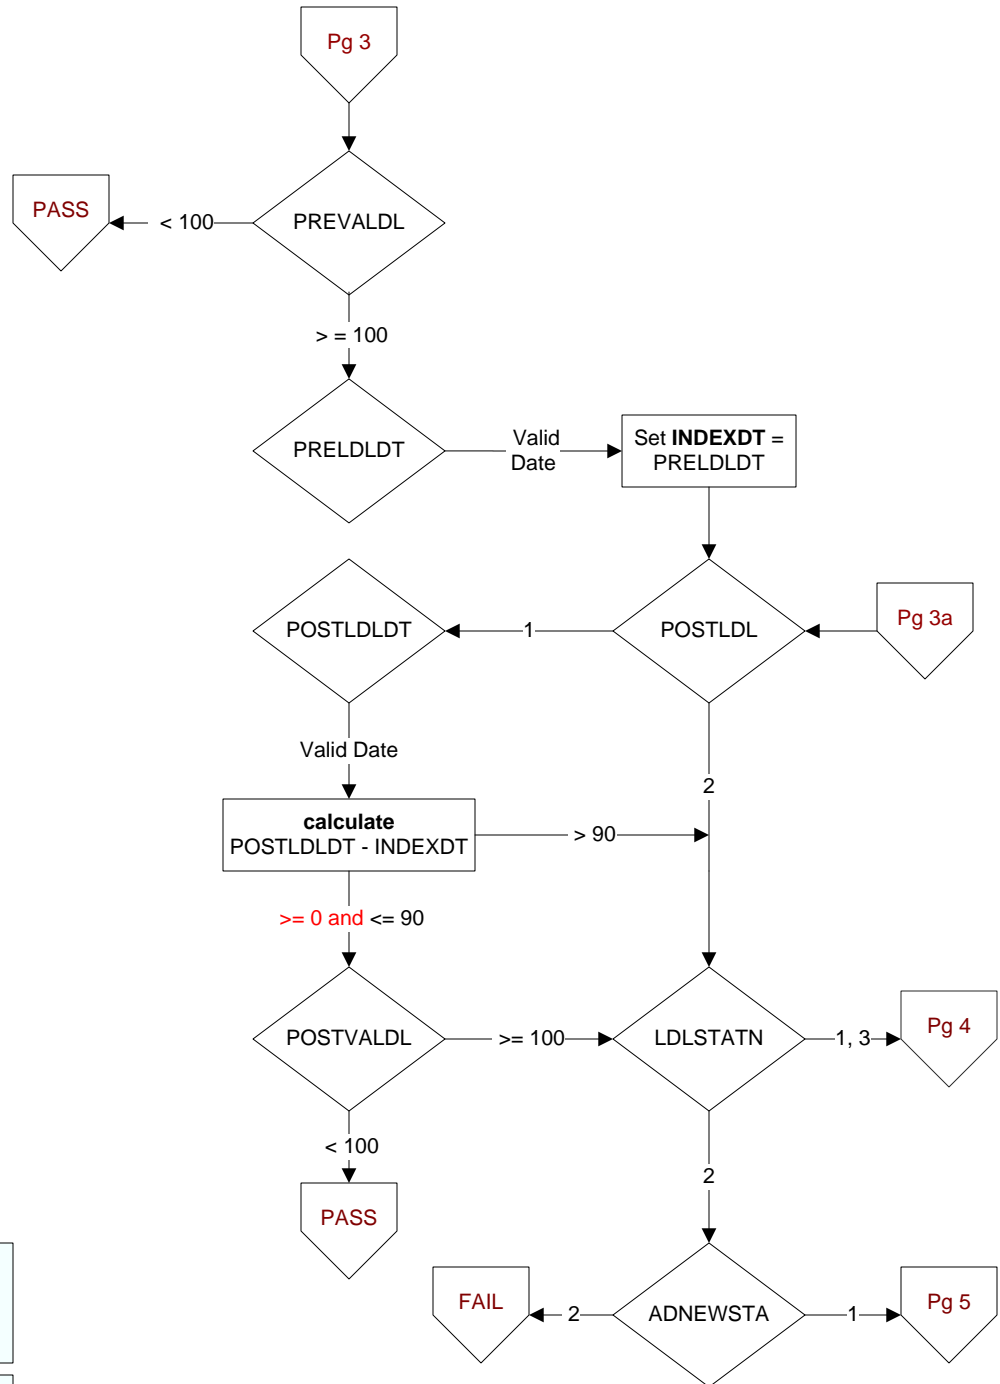 Pg 3
PASS
< 100
PREVALDL
> = 100
PRELDLDT
Valid
Date
Set INDEXDT =
PRELDLDT
POSTLDLDT
1
POSTLDL
Pg 3a
Valid Date
2
calculate
POSTLDLDT - INDEXDT
> 90
>= 0 and <= 90
POSTVALDL
>= 100
LDLSTATN
1, 3
Pg 4
< 100
2
PASS
FAIL
2
ADNEWSTA
1
Pg 5